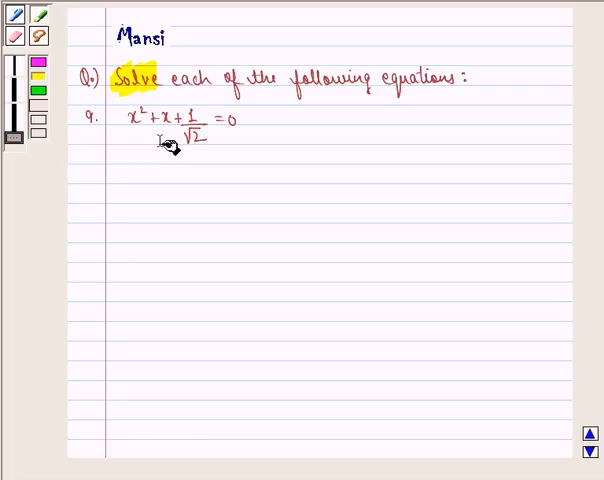 Mansi
Q.) Solve each of the following equations:
9. x² + x + 1/√2 = 0